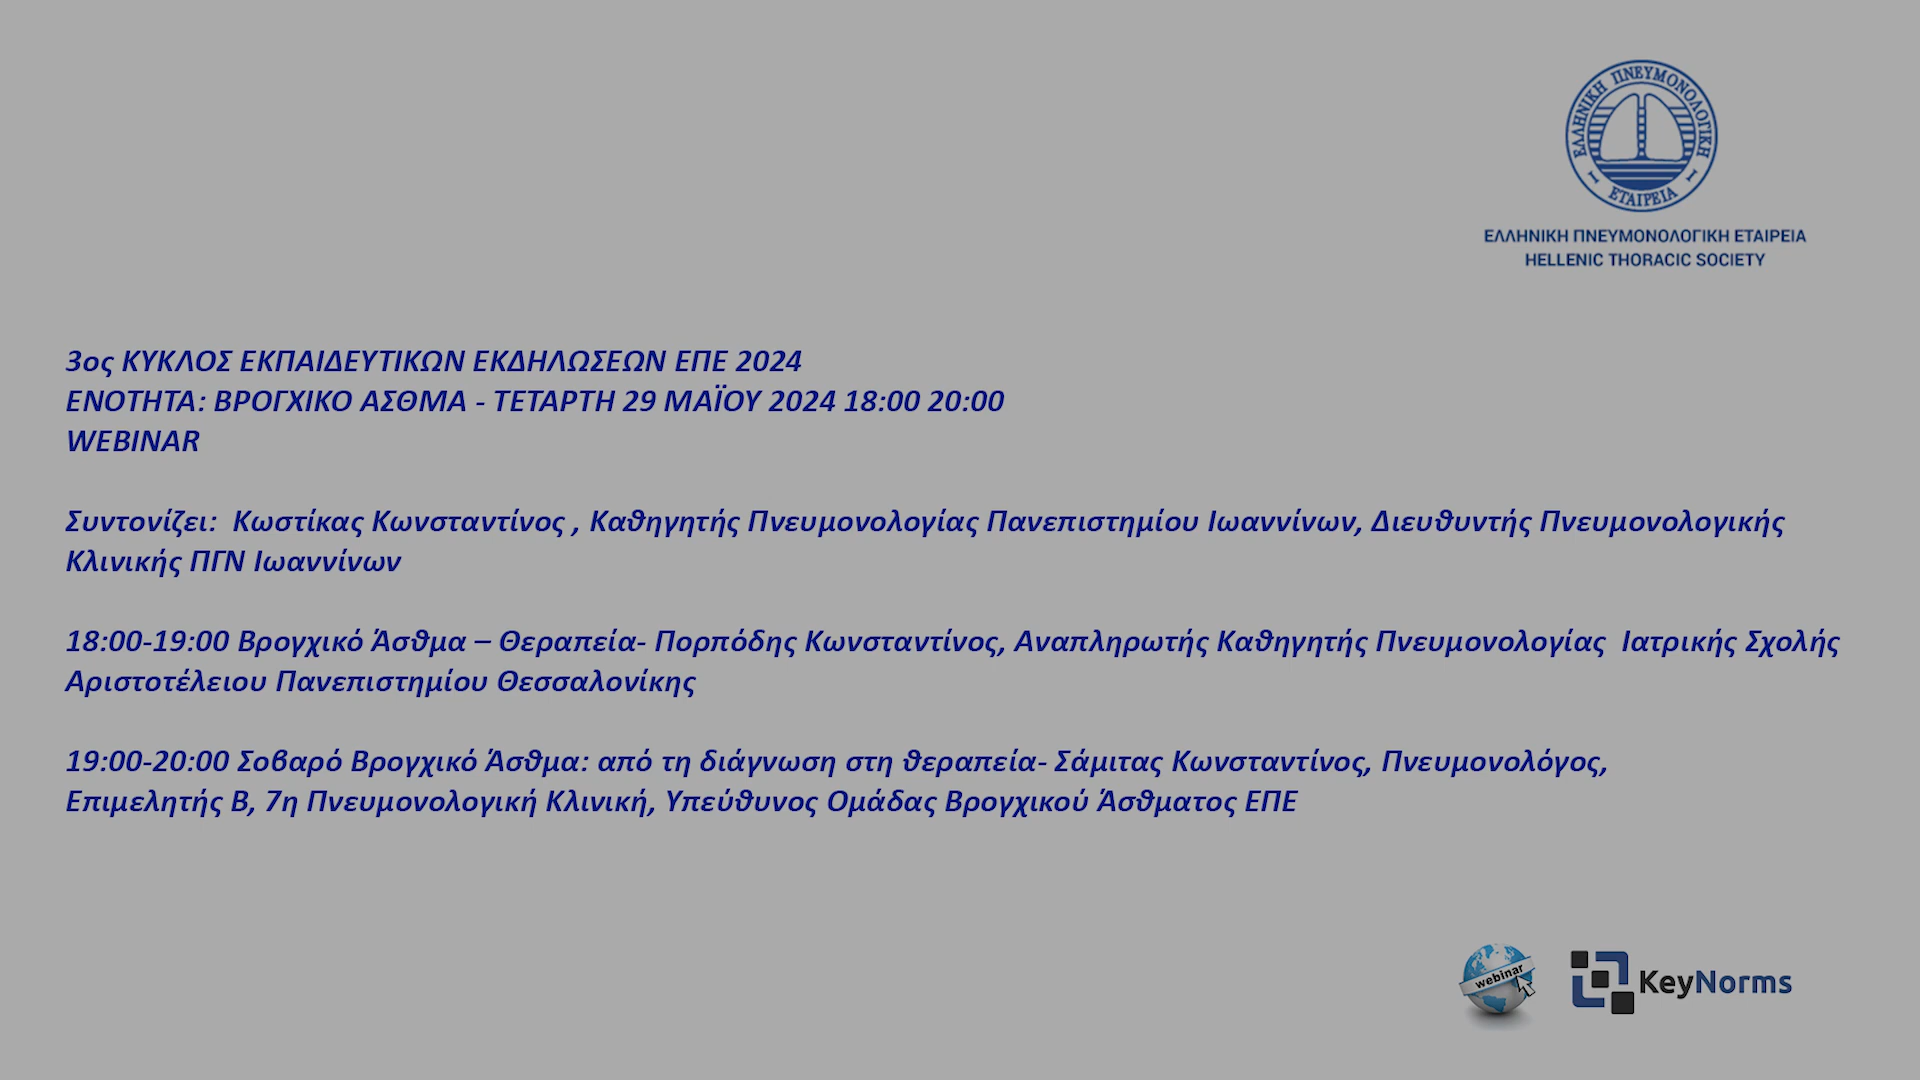 ΕΛΛΗΝΙΚΗ ΠΝΕΥΜΟΝΟΛΟΓΙΚΗ
ΕΤΑΙΡΕΙΑ
ΕΛΛΗΝΙΚΗ ΠΝΕΥΜΟΝΟΛΟΓΙΚΗ ΕΤΑΙΡΕΙΑ
HELLENIC THORACIC SOCIETY
3ος ΚΥΚΛΟΣ ΕΚΠΑΙΔΕΥΤΙΚΩΝ ΕΚΔΗΛΩΣΕΩΝ ΕΠΕ 2024
ΕΝΟΤΗΤΑ: ΒΡΟΓΧΙΚΟ ΑΣΘΜΑ - ΤΕΤΑΡΤΗ 29 ΜΑΪΟΥ 2024 18:00 20:00
WEBINAR
Συντονίζει:  Κωστίκας Κωνσταντίνος , Καθηγητής Πνευμονολογίας Πανεπιστημίου Ιωαννίνων, Διευθυντής Πνευμονολογικής
Κλινικής ΠΓΝ Ιωαννίνων
18:00-19:00 Βρογχικό Άσθμα – Θεραπεία- Πορπόδης Κωνσταντίνος, Αναπληρωτής Καθηγητής Πνευμονολογίας  Ιατρικής Σχολής
Αριστοτέλειου Πανεπιστημίου Θεσσαλονίκης
19:00-20:00 Σοβαρό Βρογχικό Άσθμα: από τη διάγνωση στη θεραπεία- Σάμιτας Κωνσταντίνος, Πνευμονολόγος,
Επιμελητής Β, 7η Πνευμονολογική Κλινική, Υπεύθυνος Ομάδας Βρογχικού Άσθματος ΕΠΕ
webinar
KeyNorms